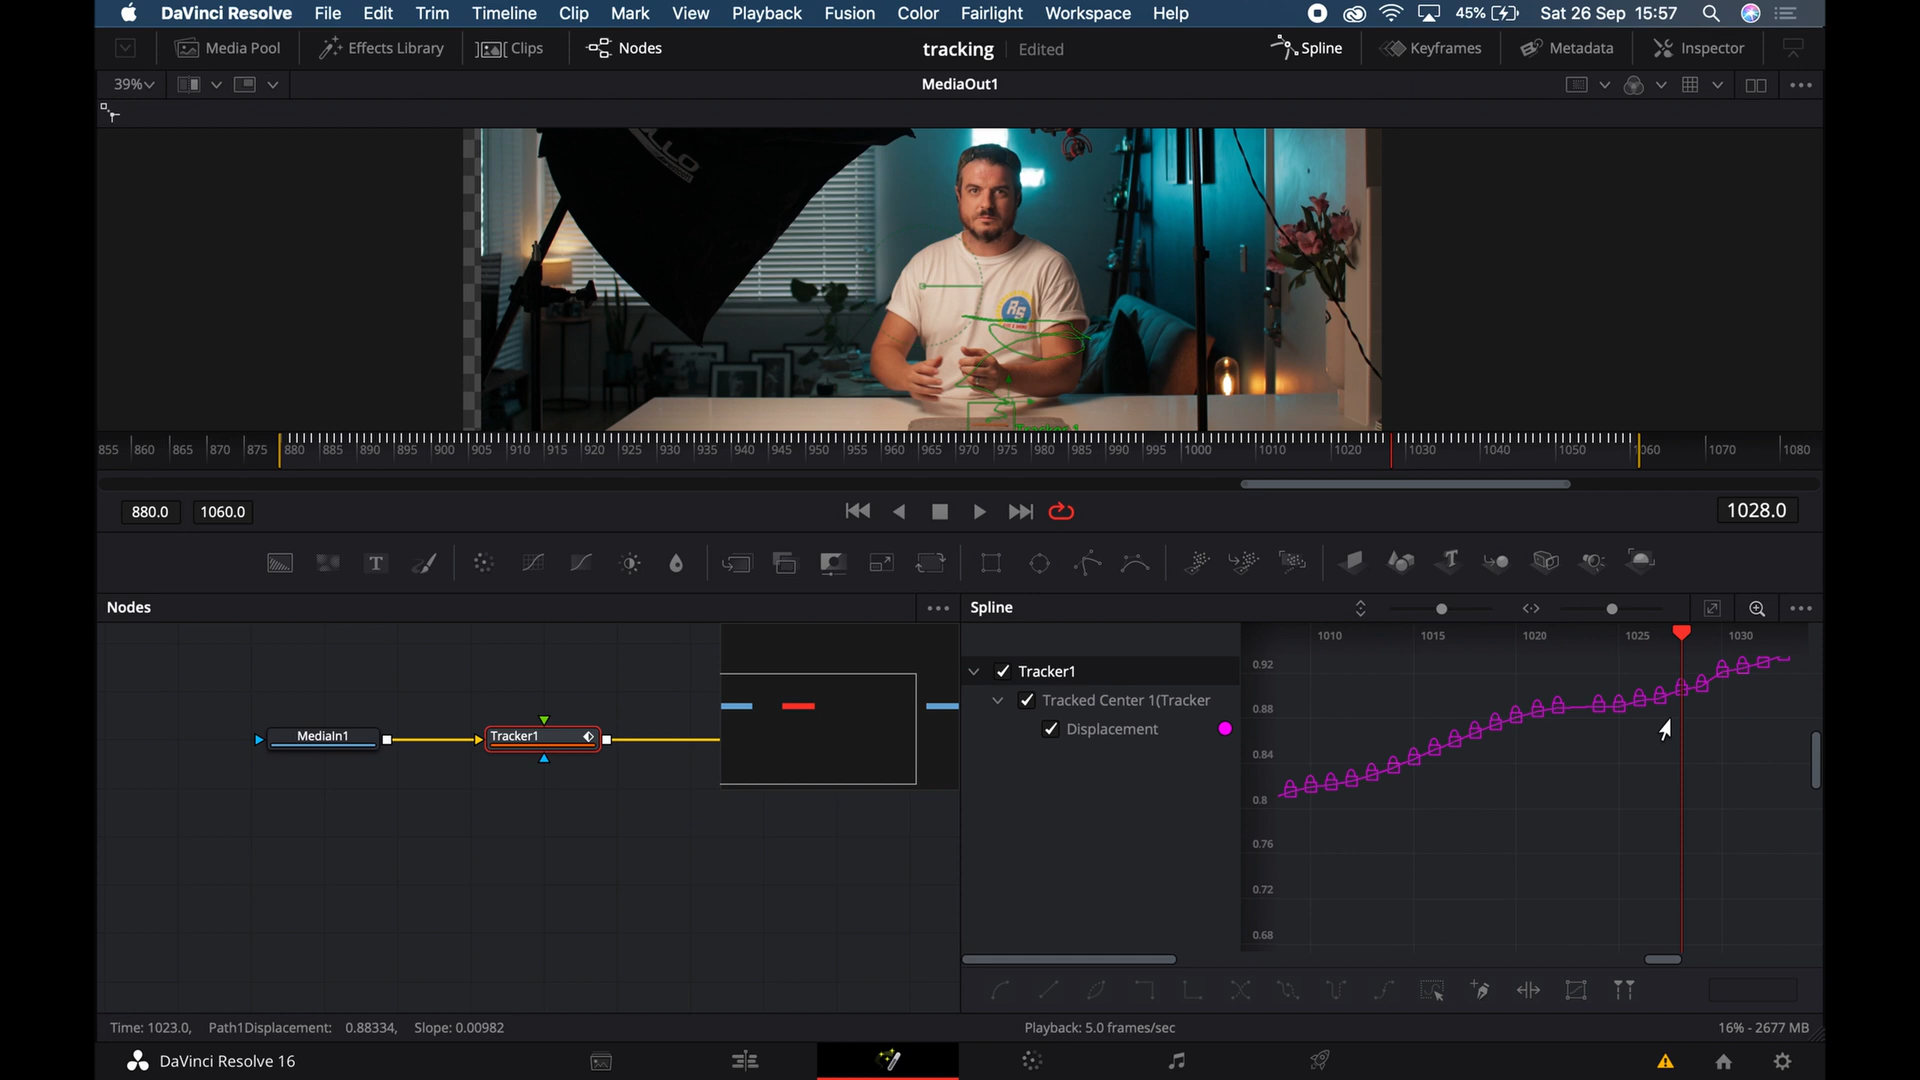 DaVinci Resolve File Edit Trim Timeline Clip Mark View Playback Fusion Color Fairlight Workspace Help 45% Sat 26 Sep 15:57
Media Pool Effects Library Clips Nodes tracking Edited Spline Keyframes Metadata Inspector
39% MediaOut1
RS
Tracker 1
855 860 865 870 875 880 885 890 895 900 905 910 915 920 925 930 935 940 945 950 955 960 965 970 975 980 985 990 995 1000 1010 1020 1030 1040 1050 1060 1070 1080
880.0 1060.0 1028.0
T T
Nodes Spline
1010 1015 1020 1025 1030
0.92
Tracker1
Tracked Center 1(Tracker
0.88
Displacement
MediaIn1 Tracker1
0.84
0.8
0.76
0.72
0.68
Time: 1023.0, Path1Displacement: 0.88334, Slope: 0.00982 Playback: 5.0 frames/sec 16% - 2677 MB
DaVinci Resolve 16